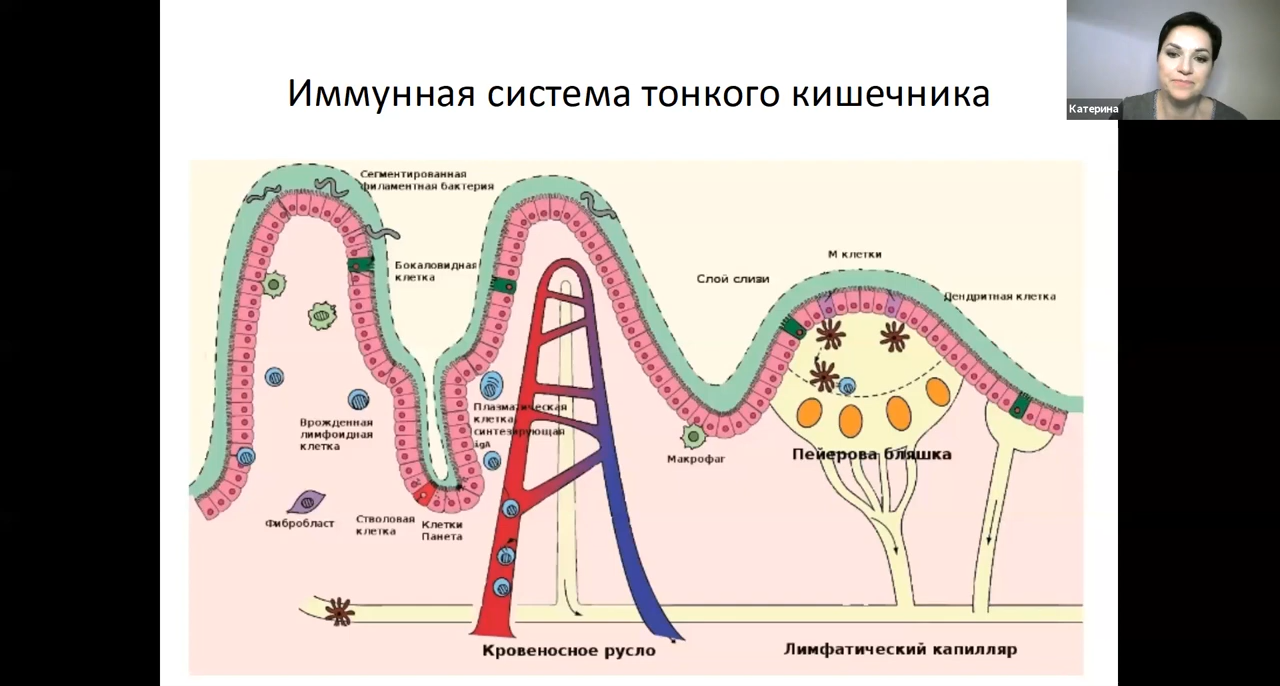 Катерина
Иммунная система тонкого кишечника
Сегментированная
филаментная бактерия
Бокаловидная
клетка
Слой слизи
М клетки
Дендритная клетка
Врожденная
лимфоидная
клетка
Плазматическая
клетка
синтезирующая
igA
Макрофаг
Пейерова бляшка
Фибробласт
Стволовая
клетка
Клетки
Панета
Кровеносное русло
Лимфатический капилляр